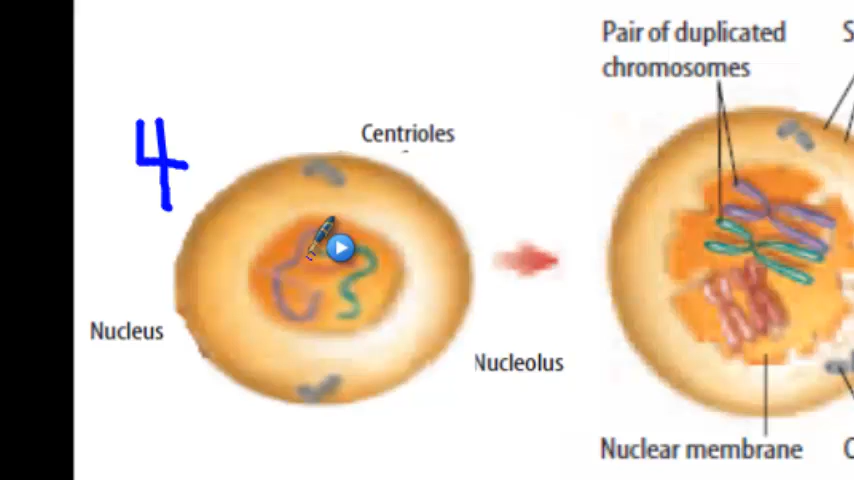 Pair of duplicated
chromosomes
S
4
Centrioles
Nucleus
Nucleolus
Nuclear membrane
C